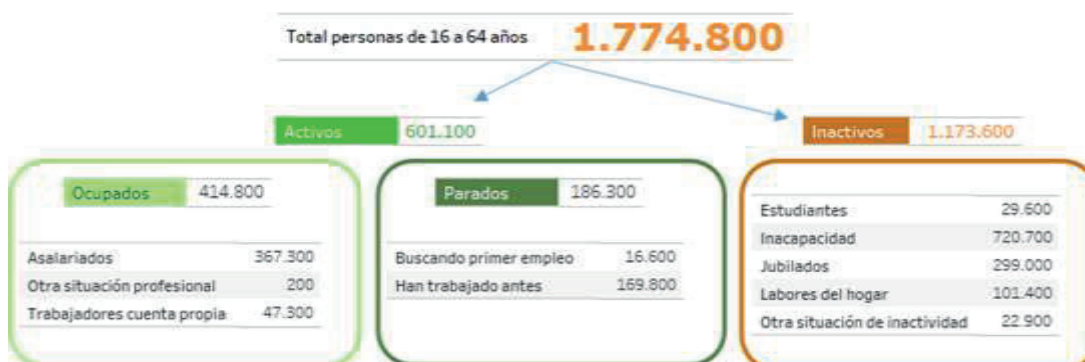 Total personas de 16 a 64 años 1.774.800
Activos 601.100
Inactivos 1.173.600
Ocupados 414.800
Asalariados 367.300
Otra situación profesional 200
Trabajadores cuenta propia 47.300
Parados 186.300
Buscando primer empleo 16.600
Han trabajado antes 169.800
Estudiantes 29.600
Inacapacidad 720.700
Jubilados 299.000
Labores del hogar 101.400
Otra situación de inactividad 22.900